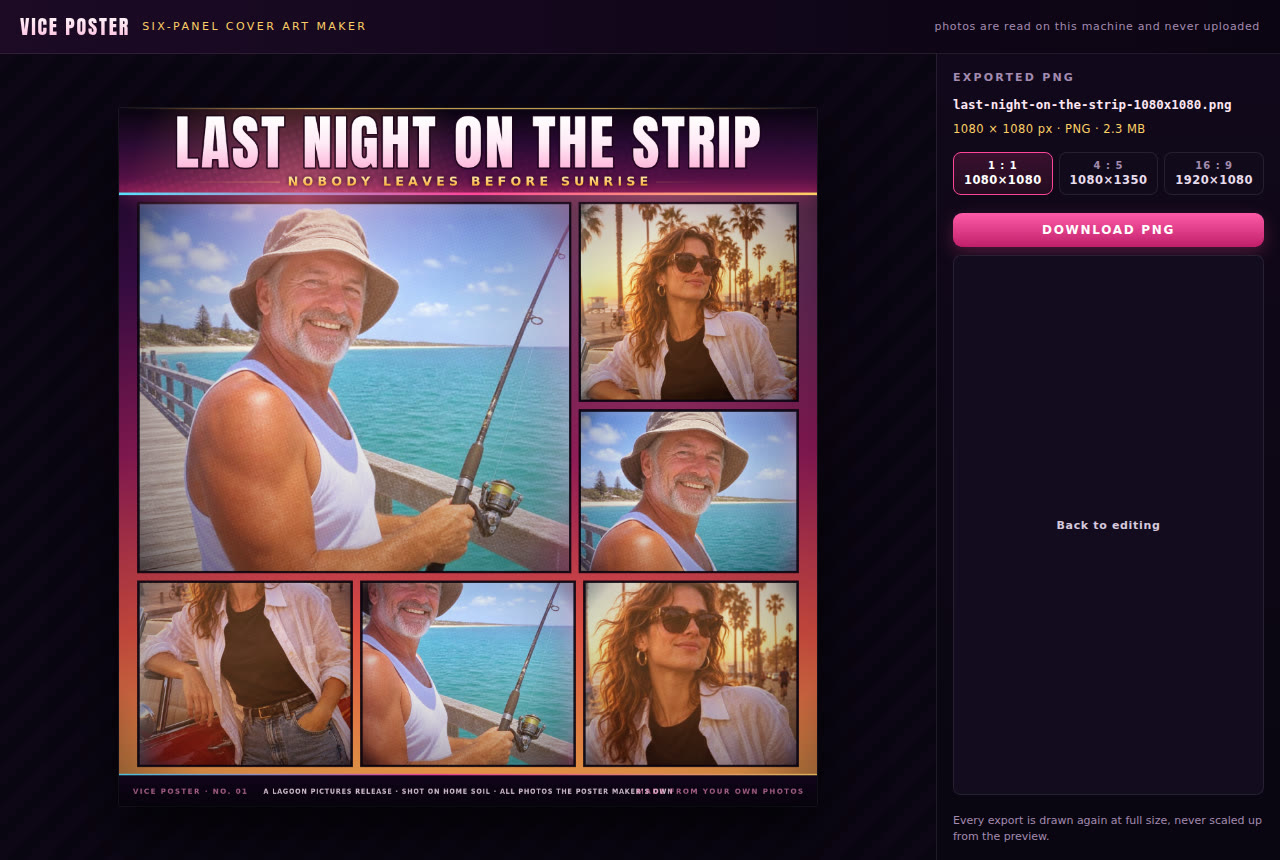 VICE POSTER SIX-PANEL COVER ART MAKER
photos are read on this machine and never uploaded
LAST NIGHT ON THE STRIP
NOBODY LEAVES BEFORE SUNRISE
VICE POSTER · NO. 01
A LAGOON PICTURES RELEASE · SHOT ON HOME SOIL · ALL PHOTOS THE POSTER MAKER'S OWN
FROM YOUR OWN PHOTOS
EXPORTED PNG
last-night-on-the-strip-1080x1080.png
1080 × 1080 px · PNG · 2.3 MB
1 : 1
1080×1080
4 : 5
1080×1350
16 : 9
1920×1080
DOWNLOAD PNG
Back to editing
Every export is drawn again at full size, never scaled up
from the preview.